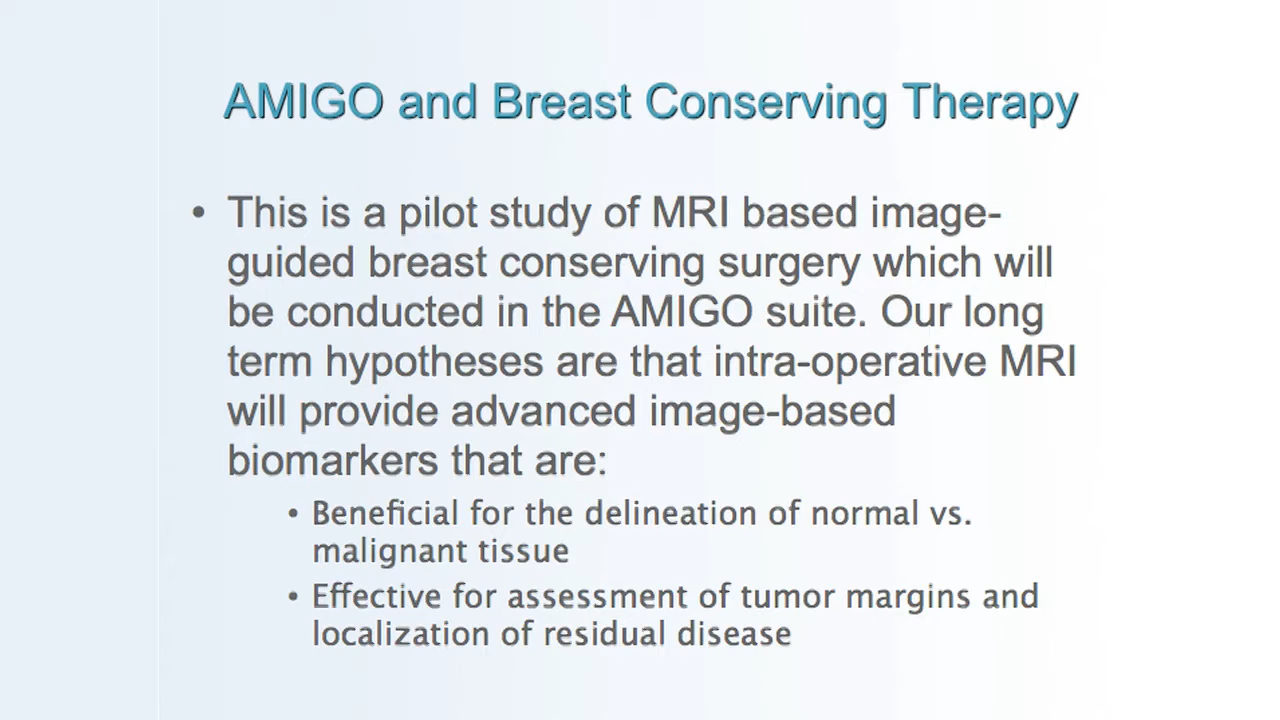 AMIGO and Breast Conserving Therapy
• This is a pilot study of MRI based image-
guided breast conserving surgery which will
be conducted in the AMIGO suite. Our long
term hypotheses are that intra-operative MRI
will provide advanced image-based
biomarkers that are:
• Beneficial for the delineation of normal vs.
malignant tissue
• Effective for assessment of tumor margins and
localization of residual disease